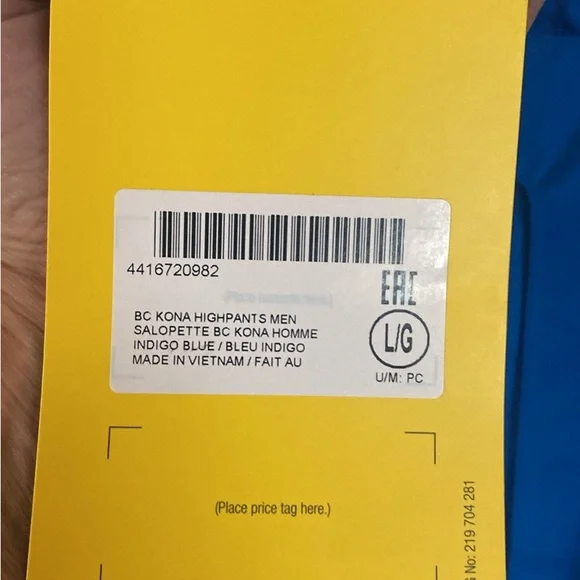 4416720982
EAC
BC KONA HIGHPANTS MEN
SALOPETTE BC KONA HOMME
INDIGO BLUE / BLEU INDIGO
MADE IN VIETNAM / FAIT AU
L/G
U/M: PC
(Place price tag here.)
No: 219 704 281